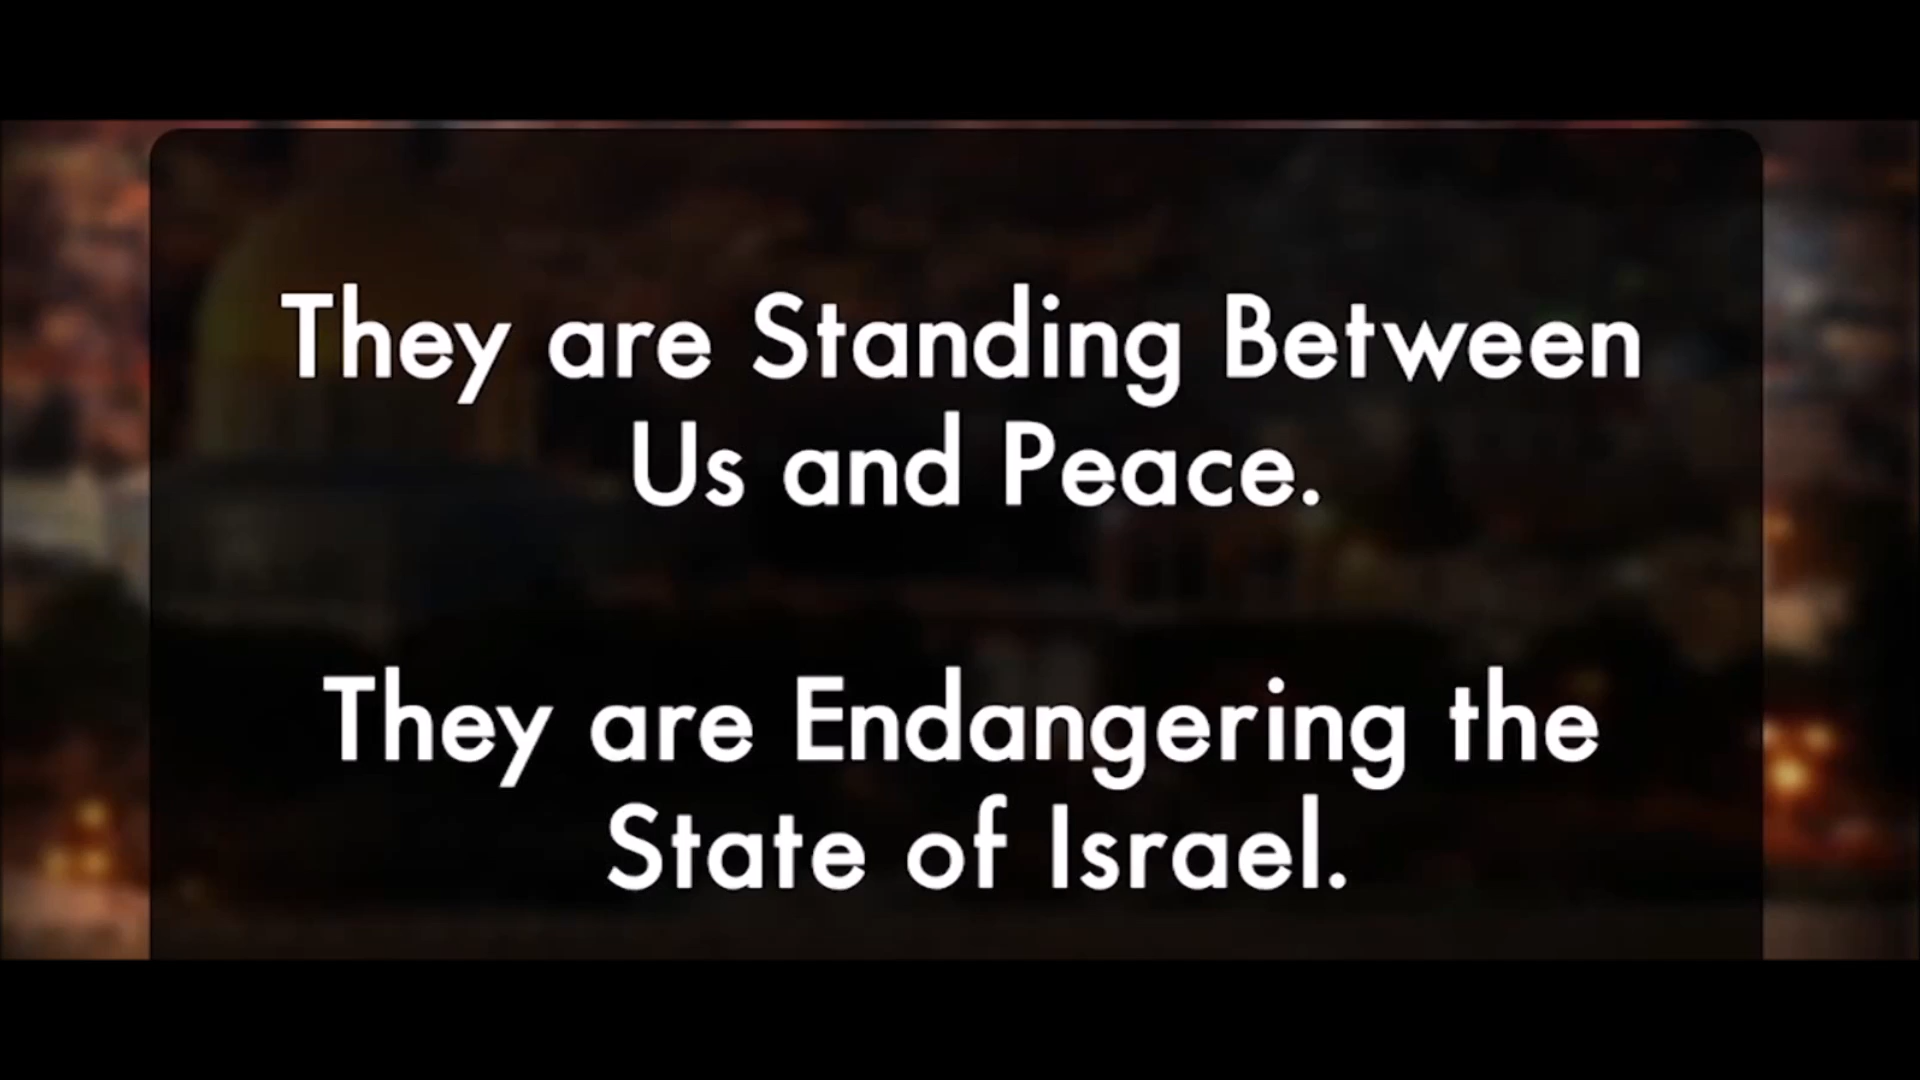 They are Standing Between
Us and Peace.
They are Endangering the
State of Israel.